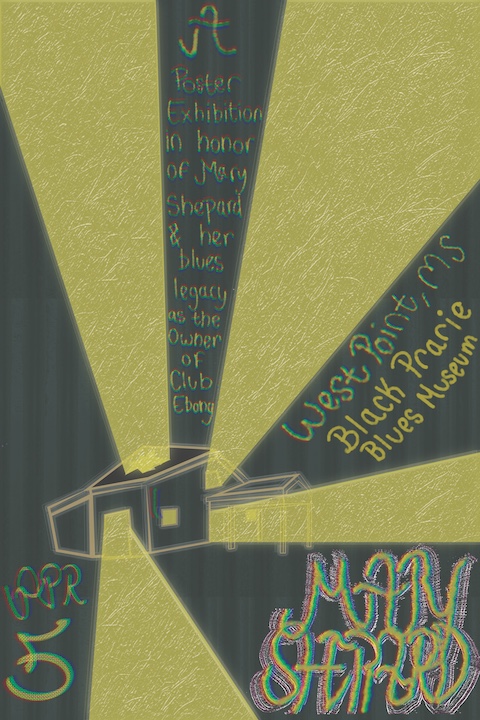 A
Poster
Exhibition
in honor
of Mary
Shepard
& her
blues
legacy
as the
Owner
of
Club
Ebony
West Point, MS
Black Prarie
Blues Museum
APR
5
MARY
SHEPARD